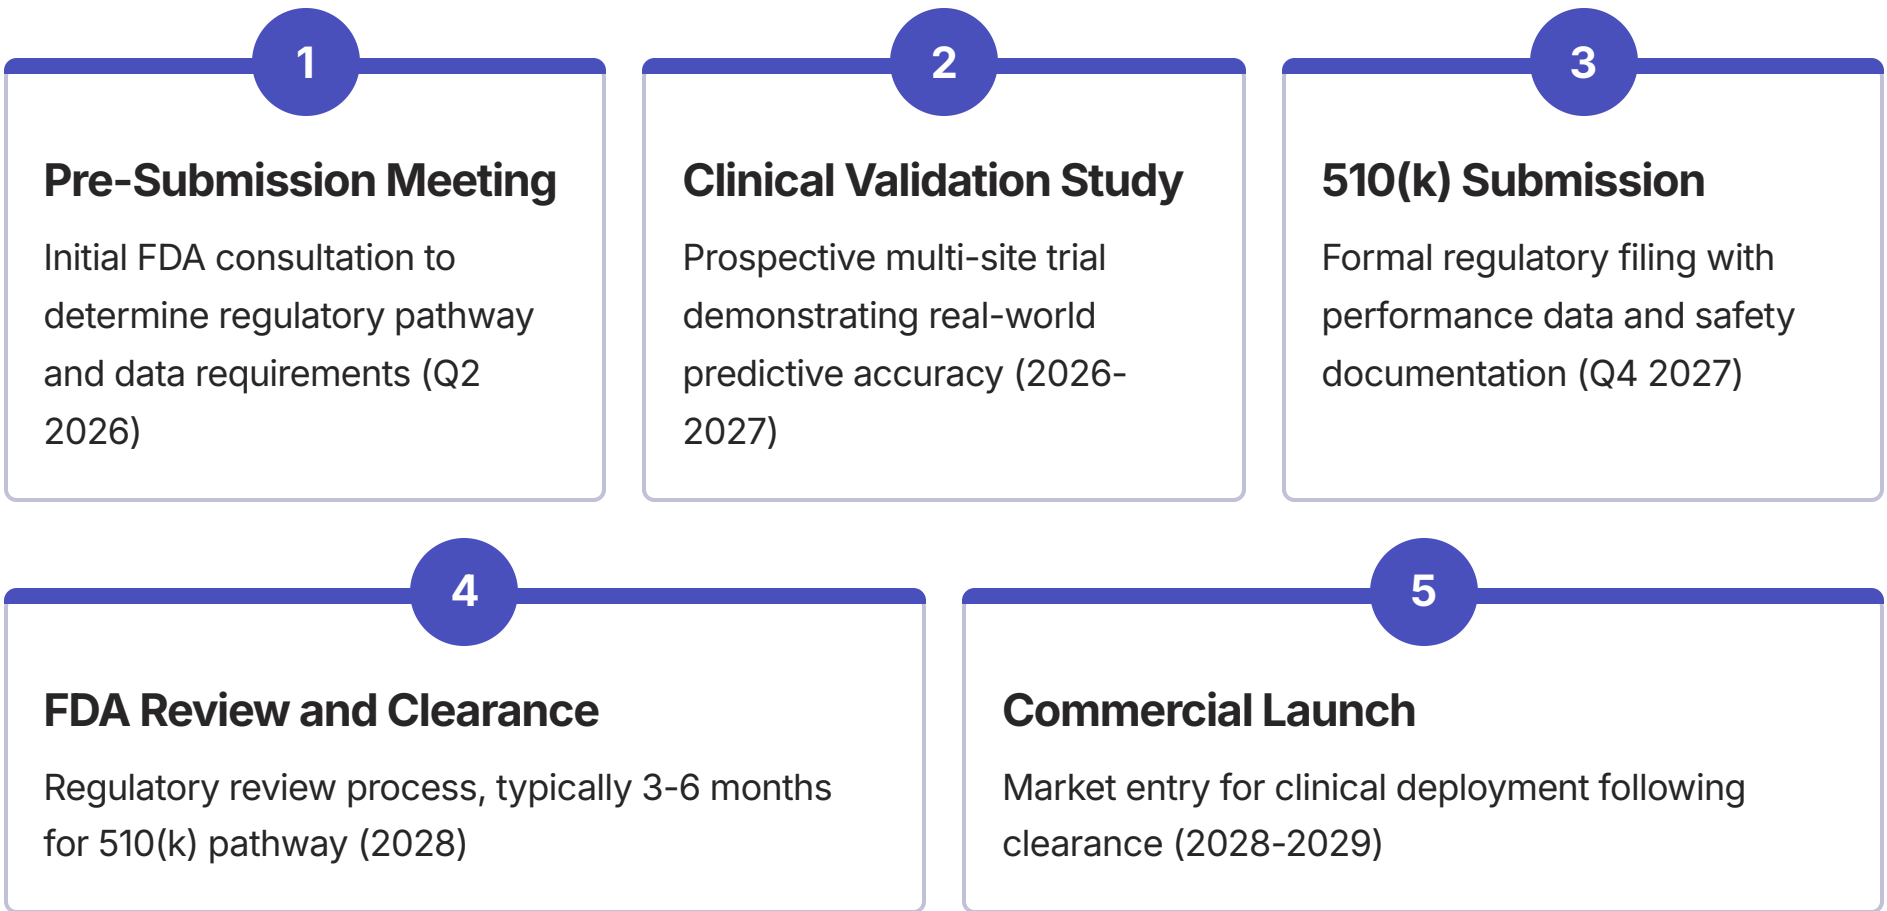 1
Pre-Submission Meeting
Initial FDA consultation to
determine regulatory pathway
and data requirements (Q2
2026)
2
Clinical Validation Study
Prospective multi-site trial
demonstrating real-world
predictive accuracy (2026-
2027)
3
510(k) Submission
Formal regulatory filing with
performance data and safety
documentation (Q4 2027)
4
FDA Review and Clearance
Regulatory review process, typically 3-6 months
for 510(k) pathway (2028)
5
Commercial Launch
Market entry for clinical deployment following
clearance (2028-2029)